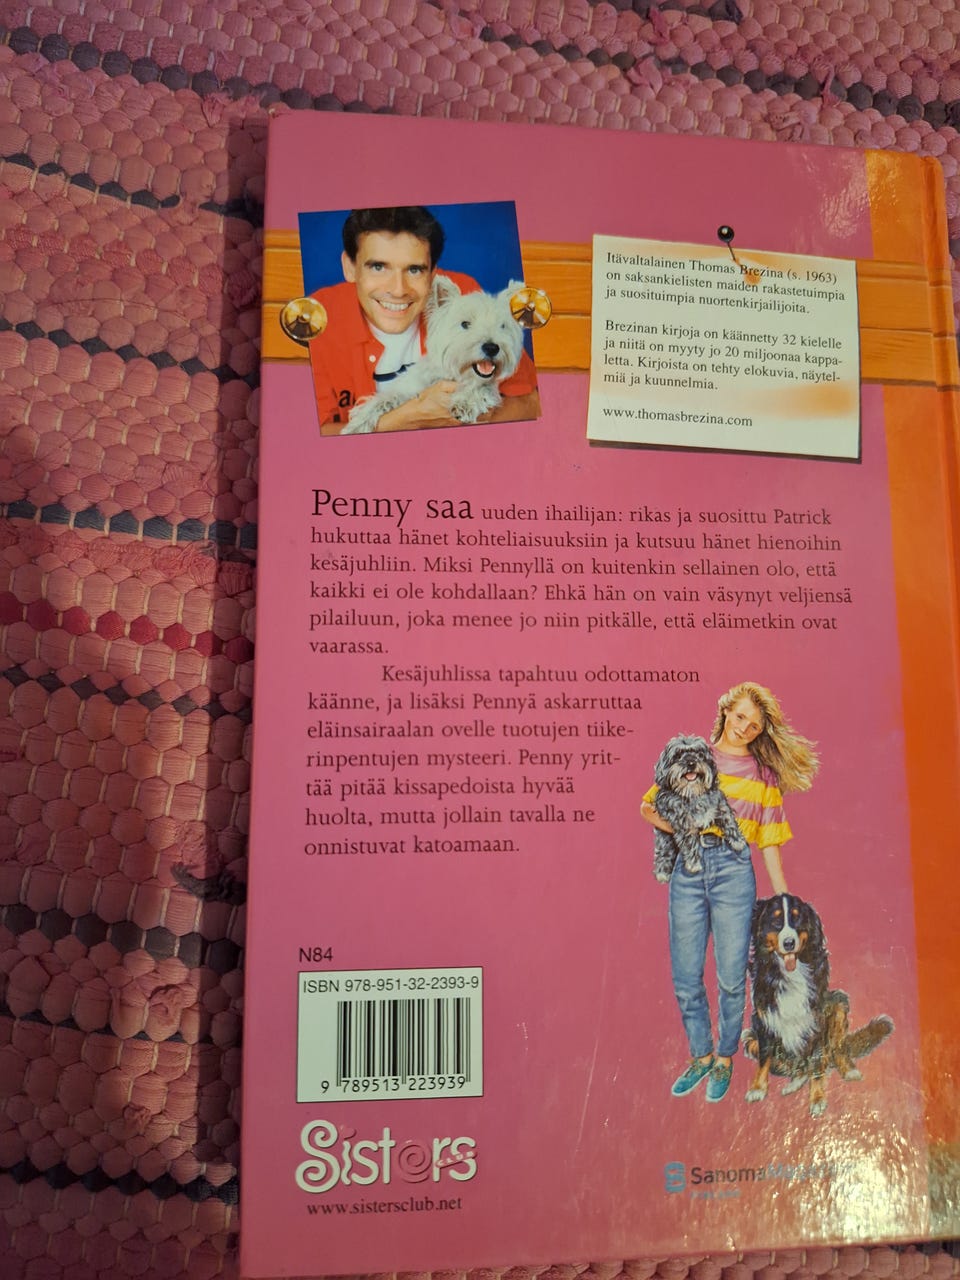 Itävaltalainen Thomas Brezina (s. 1963)
on saksankielisten maiden rakastetuimpia
ja suosituimpia nuortenkirjailijoita.
Brezinan kirjoja on käännetty 32 kielelle
ja niitä on myyty jo 20 miljoonaa kappa-
letta. Kirjoista on tehty elokuvia, näytel-
miä ja kuunnelmia.
www.thomasbrezina.com
Penny saa uuden ihailijan: rikas ja suosittu Patrick
hukuttaa hänet kohteliaisuuksiin ja kutsuu hänet hienoihin
kesäjuhliin. Miksi Pennyllä on kuitenkin sellainen olo, että
kaikki ei ole kohdallaan? Ehkä hän on vain väsynyt veljiensä
pilailuun, joka menee jo niin pitkälle, että eläimetkin ovat
vaarassa.
Kesäjuhlissa tapahtuu odottamaton
käänne, ja lisäksi Pennyä askarruttaa
eläinsairaalan ovelle tuotujen tiike-
rinpentujen mysteeri. Penny yrit-
tää pitää kissapedoista hyvää
huolta, mutta jollain tavalla ne
onnistuvat katoamaan.
N84
ISBN 978-951-32-2393-9
9 789513 223939
Sisters
www.sistersclub.net
Sanoma